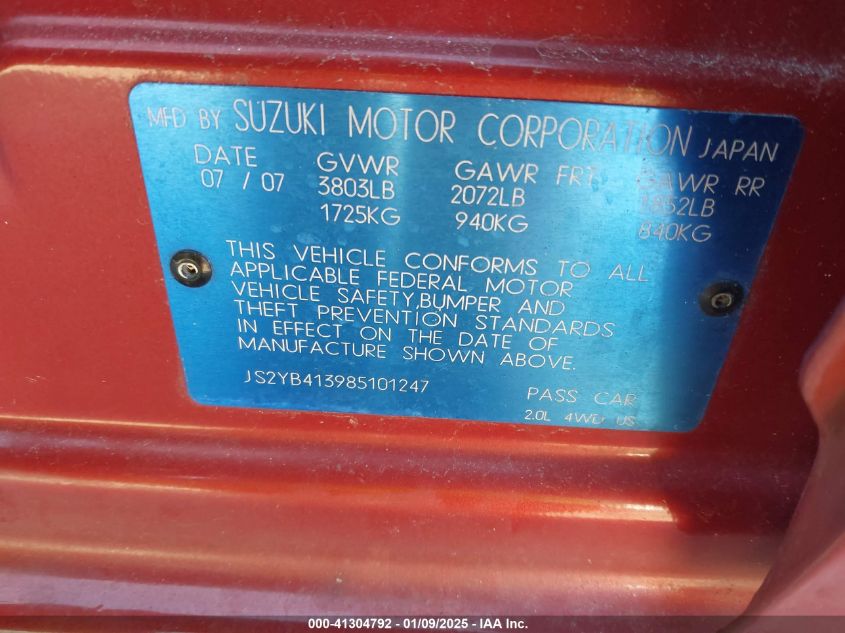 MFD BY SUZUKI MOTOR CORPORATION JAPAN
DATE GVWR GAWR FRT GAWR RR
07 / 07 3803LB 2072LB 1852LB
1725KG 940KG 840KG
THIS VEHICLE CONFORMS TO ALL
APPLICABLE FEDERAL MOTOR
VEHICLE SAFETY,BUMPER AND
THEFT PREVENTION STANDARDS
IN EFFECT ON THE DATE OF
MANUFACTURE SHOWN ABOVE.
JS2YB413985101247
PASS CAR
2.0L 4WD US
000-41304792 - 01/09/2025 - IAA Inc.